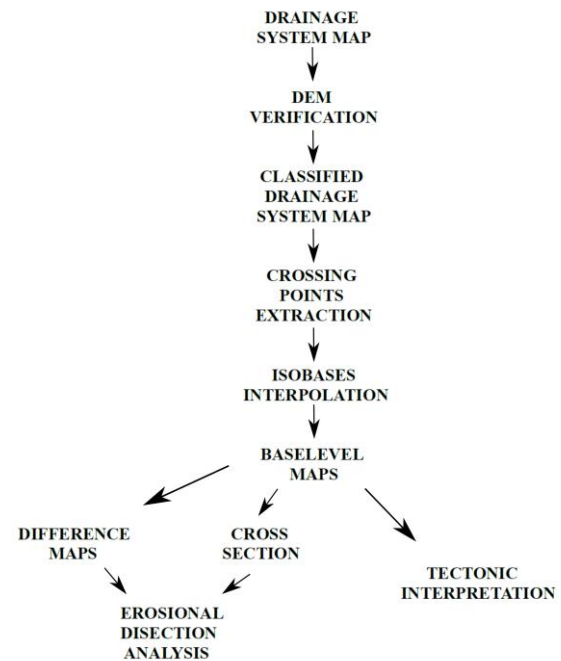 DRAINAGE
SYSTEM MAP
DEM
VERIFICATION
CLASSIFIED
DRAINAGE
SYSTEM MAP
CROSSING
POINTS
EXTRACTION
ISOBASES
INTERPOLATION
BASELEVEL
MAPS
DIFFERENCE
MAPS
CROSS
SECTION
TECTONIC
INTERPRETATION
EROSIONAL
DISECTION
ANALYSIS